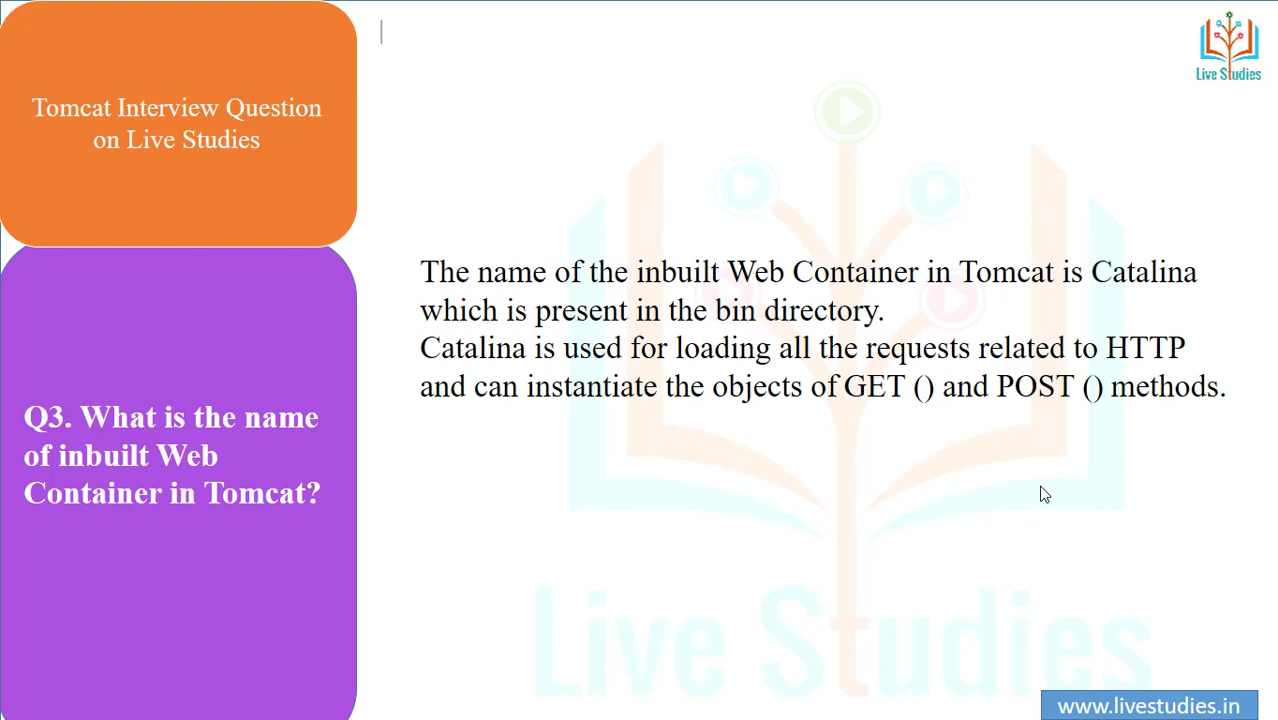 Tomcat Interview Question
on Live Studies
Live Studies
Q3. What is the name
of inbuilt Web
Container in Tomcat?
The name of the inbuilt Web Container in Tomcat is Catalina
which is present in the bin directory.
Catalina is used for loading all the requests related to HTTP
and can instantiate the objects of GET () and POST () methods.
Live Studies
www.livestudies.in